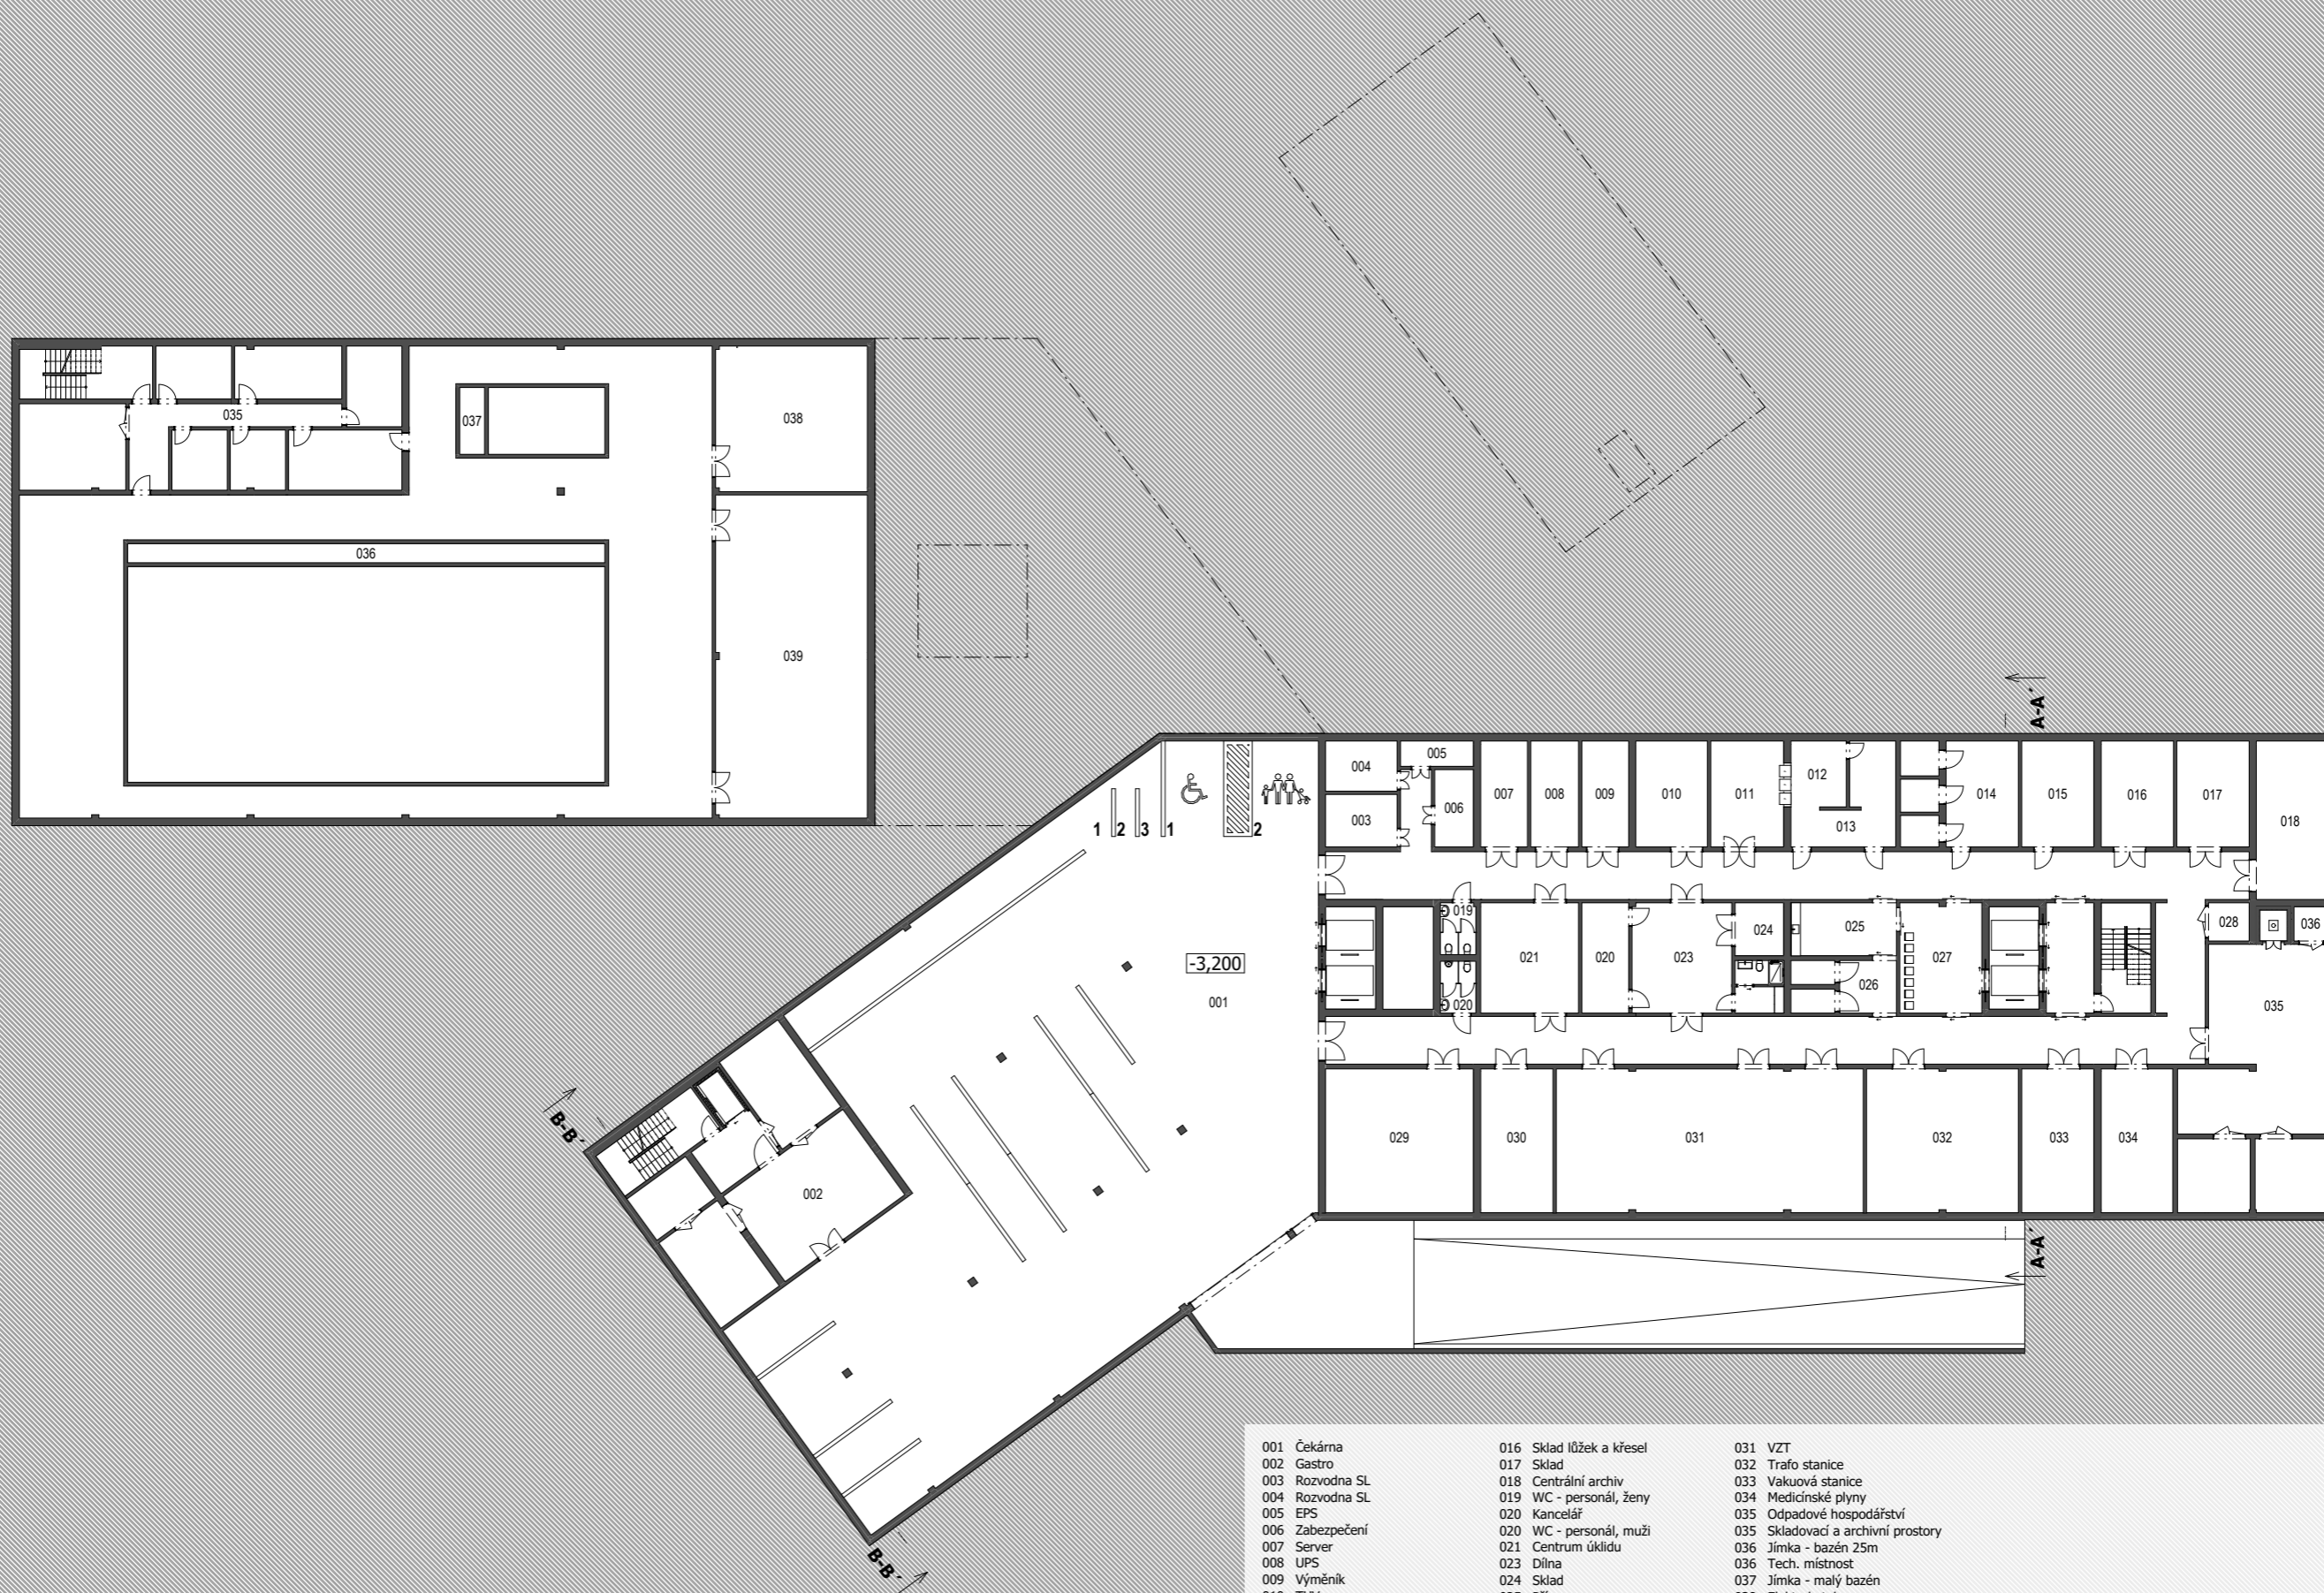 035
037
038
036
039
A-A´
004
005
003
006
007
008
009
010
011
012
013
014
015
016
017
018
1 2 3 1 2
019
020
021
020
023
024
025
026
027
028
036
035
-3,200
001
002
029
030
031
032
033
034
A-A´
B-B´
B-B´
001 Čekárna
002 Gastro
003 Rozvodna SL
004 Rozvodna SL
005 EPS
006 Zabezpečení
007 Server
008 UPS
009 Výměník
016 Sklad lůžek a křesel
017 Sklad
018 Centrální archiv
019 WC - personál, ženy
020 Kancelář
020 WC - personál, muži
021 Centrum úklidu
023 Dílna
024 Sklad
031 VZT
032 Trafo stanice
033 Vakuová stanice
034 Medicínské plyny
035 Odpadové hospodářství
035 Skladovací a archivní prostory
036 Jímka - bazén 25m
036 Tech. místnost
037 Jímka - malý bazén